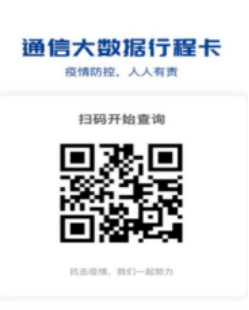 通信大数据行程卡
疫情防控，人人有责
扫码开始查询
抗击疫情，我们一起努力